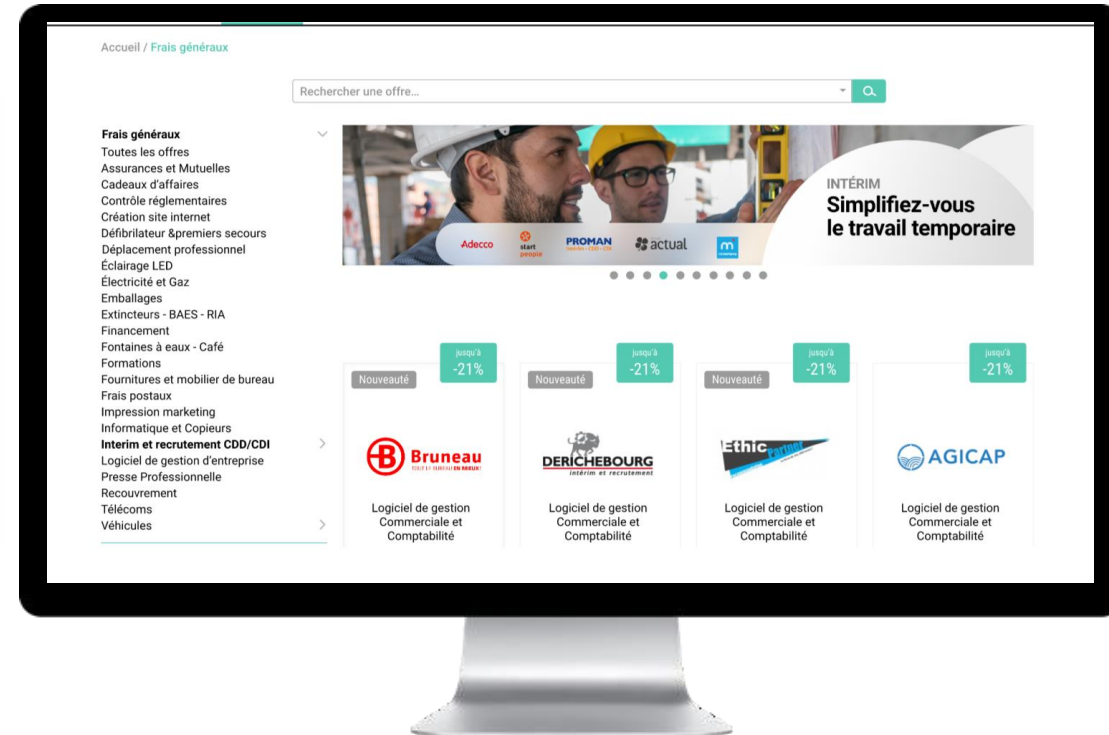 Accueil / Frais généraux
Rechercher une offre...
Frais généraux
Toutes les offres
Assurances et Mutuelles
Cadeaux d'affaires
Contrôle réglementaires
Création site internet
Défibrilateur &premiers secours
Déplacement professionnel
Éclairage LED
Électricité et Gaz
Emballages
Extincteurs - BAES - RIA
Financement
Fontaines à eaux - Café
Formations
Fournitures et mobilier de bureau
Frais postaux
Impression marketing
Informatique et Copieurs
Interim et recrutement CDD/CDI
Logiciel de gestion d'entreprise
Presse Professionnelle
Recouvrement
Télécoms
Véhicules
INTÉRIM
Simplifiez-vous
le travail temporaire
Adecco
start
people
PROMAN
actual
m
Nouveauté
jusqu'à
-21%
Bruneau
Logiciel de gestion
Commerciale et
Comptabilité
Nouveauté
jusqu'à
-21%
DERICHEBOURG
intérim et recrutement
Logiciel de gestion
Commerciale et
Comptabilité
Nouveauté
jusqu'à
-21%
Ethic
Partner
Logiciel de gestion
Commerciale et
Comptabilité
jusqu'à
-21%
AGICAP
Logiciel de gestion
Commerciale et
Comptabilité